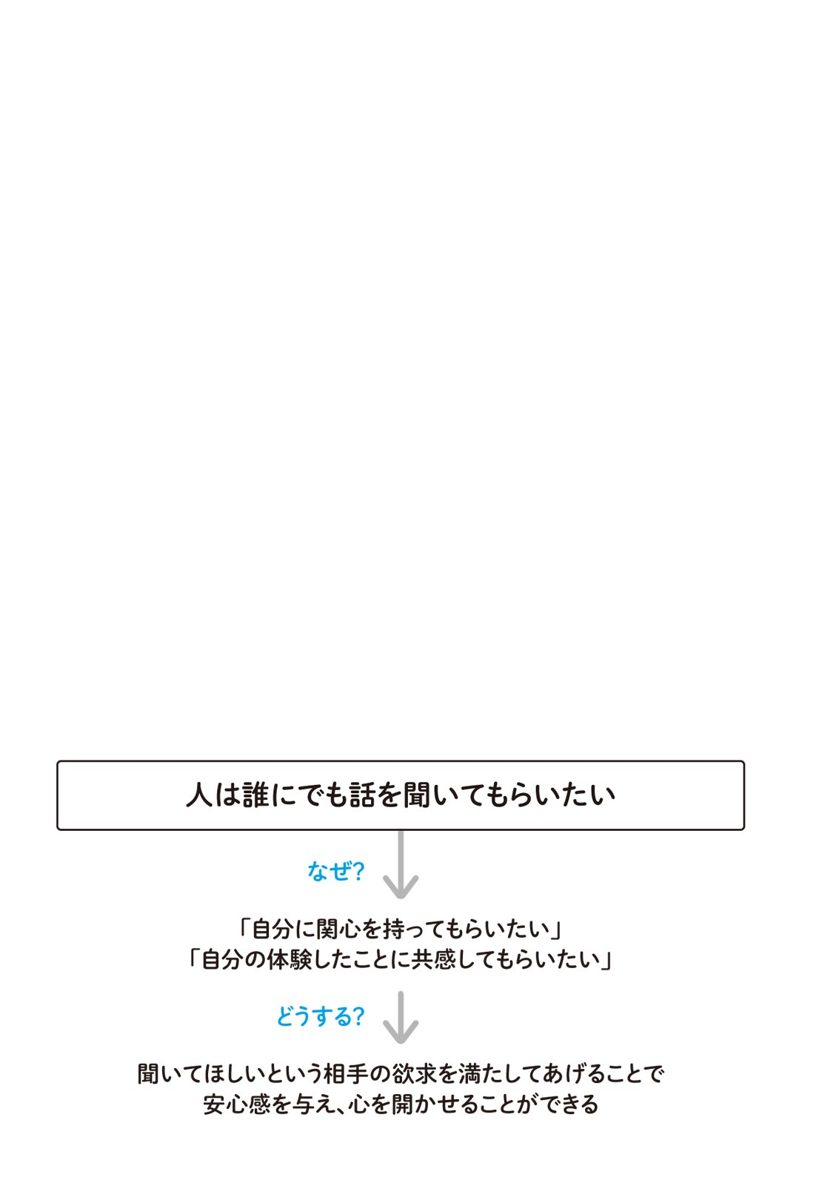 人は誰にでも話を聞いてもらいたい
なぜ?
「自分に関心を持ってもらいたい」
「自分の体験したことに共感してもらいたい」
どうする?
聞いてほしいという相手の欲求を満たしてあげることで
安心感を与え、心を開かせることができる